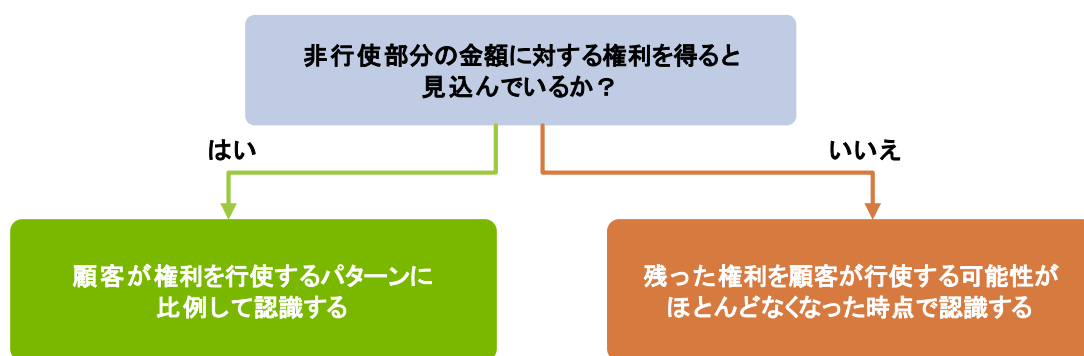 非行使部分の金額に対する権利を得ると
見込んでいるか？
はい
いいえ
顧客が権利を行使するパターンに
比例して認識する
残った権利を顧客が行使する可能性が
ほとんどなくなった時点で認識する